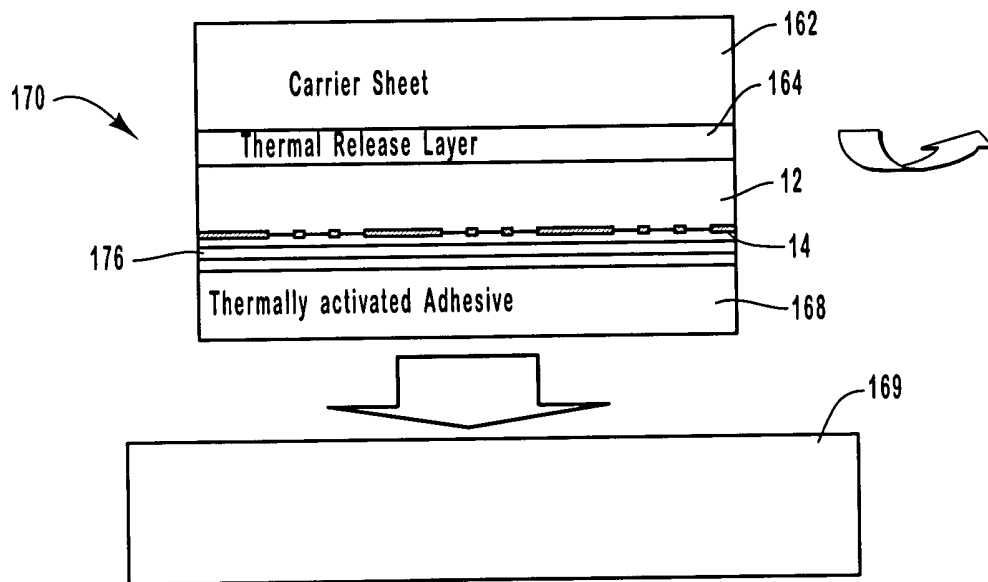 162
Carrier Sheet
164
170
Thermal Release Layer
12
14
176
Thermally activated Adhesive
168
169